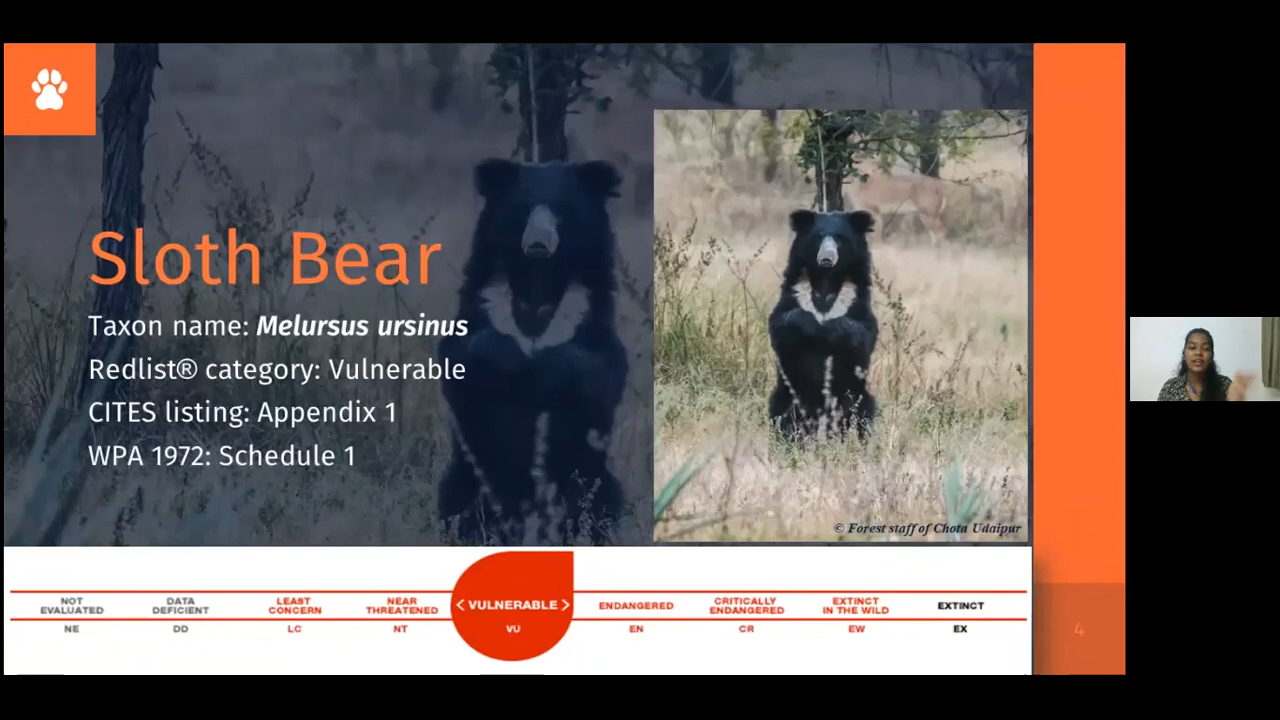 Sloth Bear
Taxon name: Melursus ursinus
Redlist® category: Vulnerable
CITES listing: Appendix 1
WPA 1972: Schedule 1
© Forest staff of Chota Udaipur
NOT EVALUATED
NE
DATA DEFICIENT
DD
LEAST CONCERN
LC
NEAR THREATENED
NT
< VULNERABLE >
VU
ENDANGERED
EN
CRITICALLY ENDANGERED
CR
EXTINCT IN THE WILD
EW
EXTINCT
EX
4